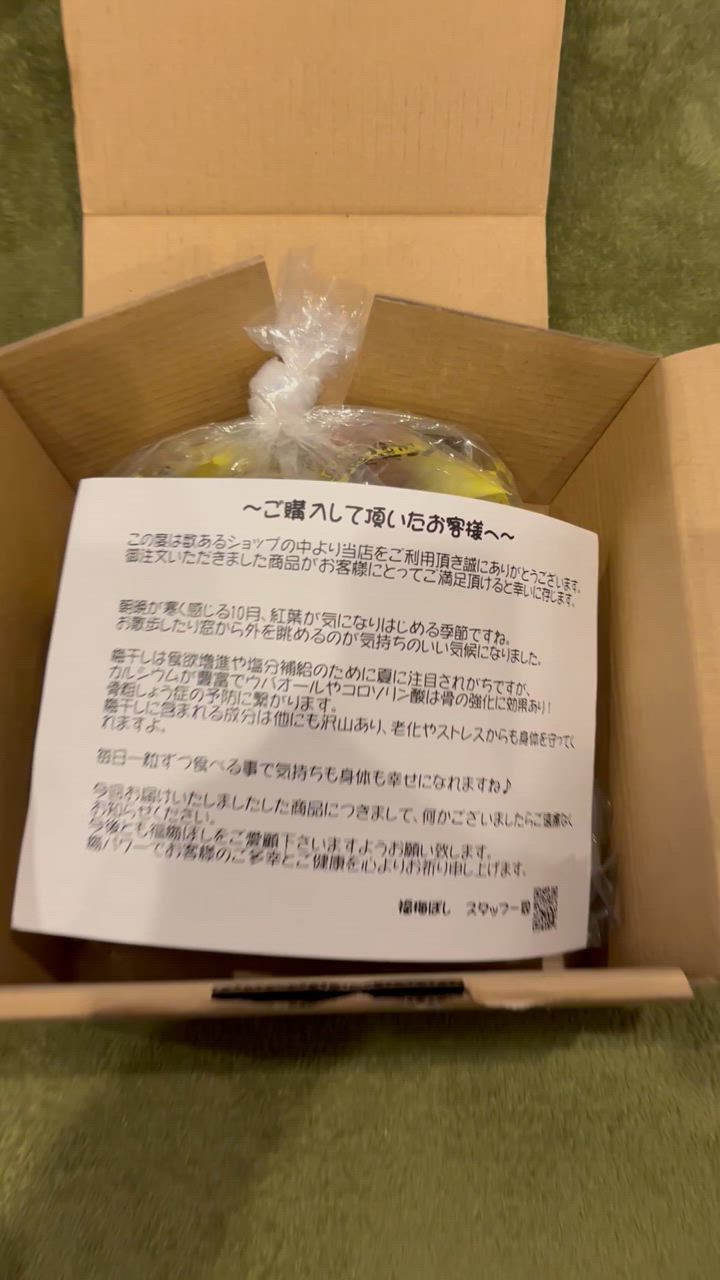 ～ご購入して頂いたお客様へ～
この度は数あるショップの中より当店をご利用頂き誠にありがとうございます。
御注文いただきました商品がお客様にとってご満足頂けると幸いに存じます。
朝晩が寒く感じる10月、紅葉が気になりはじめる季節ですね。
お散歩したり窓から外を眺めるのが気持ちのいい気候になりました。
梅干しは食欲増進や塩分補給のために夏に注目されがちですが、
カルシウムが豊富でウバオールやコロソリン酸は骨の強化に効果あり!
骨粗しょう症の予防に繋がります。
梅干しに含まれる成分は他にも沢山あり、老化やストレスからも身体を守ってく
れますよ。
毎日一粒ずつ食べる事で気持ちも身体も幸せになれますね♪
今回お届けいたしましたした商品につきまして、何かございましたらご遠慮なく
お知らせください。
今後とも福梅ぼしをご愛顧下さいますようお願い致します。
梅パワーでお客様のご多幸とご健康を心よりお祈り申し上げます。
福梅ぼし スタッフ一同